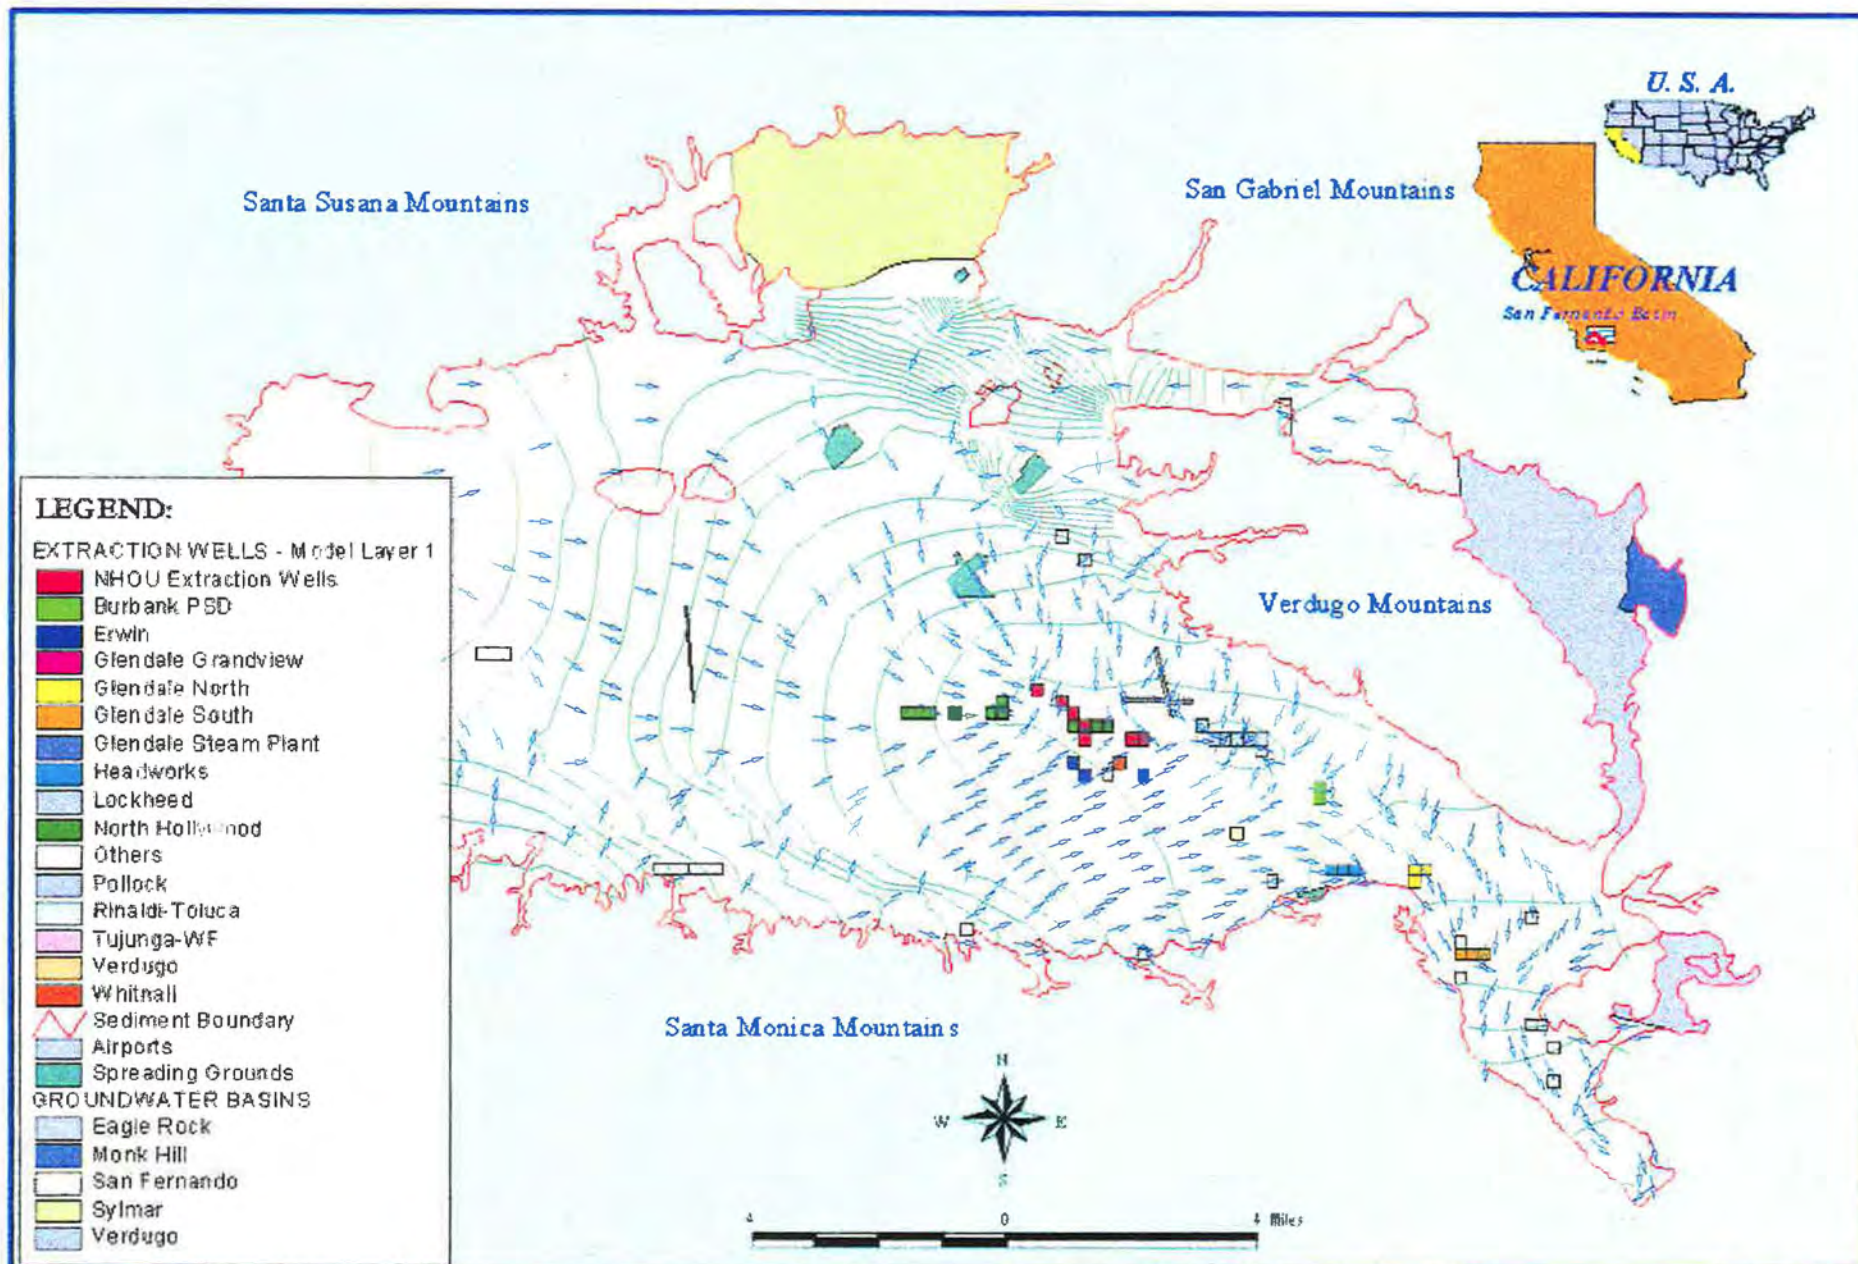 U. S. A.
Santa Susana Mountains
San Gabriel Mountains
CALIFORNIA
San Fernando Basin
LEGEND:
EXTRACTION WELLS - Model Layer 1
NHOU Extraction Wells
Burbank PSD
Erwin
Glendale Grandview
Glendale North
Glendale South
Glendale Steam Plant
Headworks
Lockheed
North Hollywood
Others
Pollock
Rinaldi-Toluca
Tujunga-WF
Verdugo
Whitnall
Sediment Boundary
Airports
Spreading Grounds
GROUNDWATER BASINS
Eagle Rock
Monk Hill
San Fernando
Sylmar
Verdugo
Verdugo Mountains
Santa Monica Mountains
N
W E
S
4 0 4 Miles